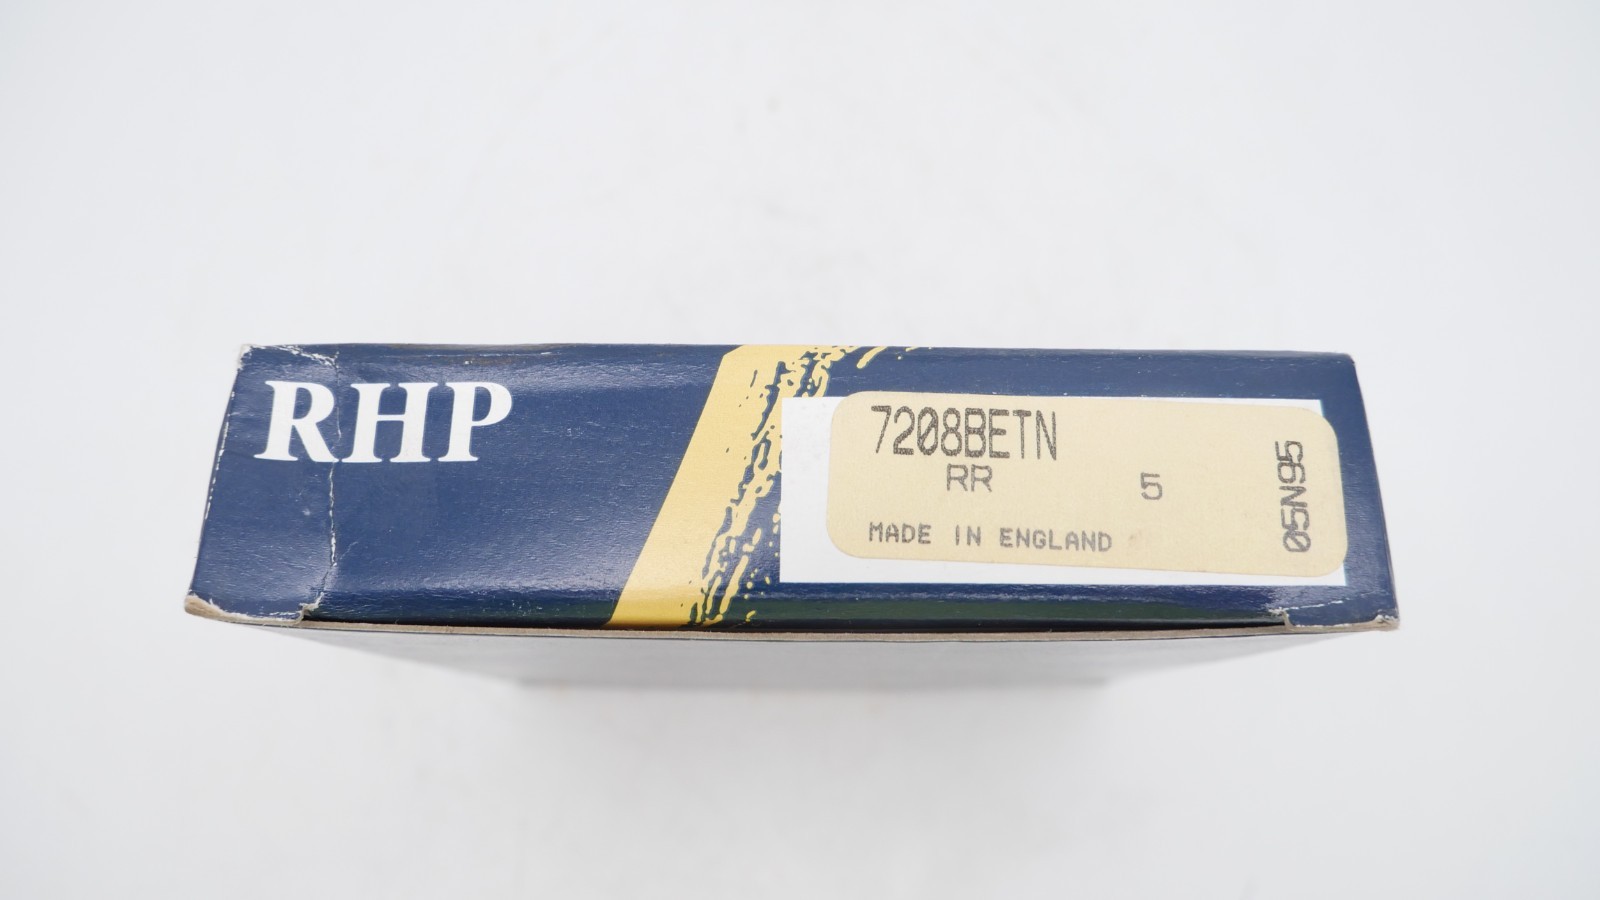 RHP
7208BETN
RR 5
MADE IN ENGLAND
05N95